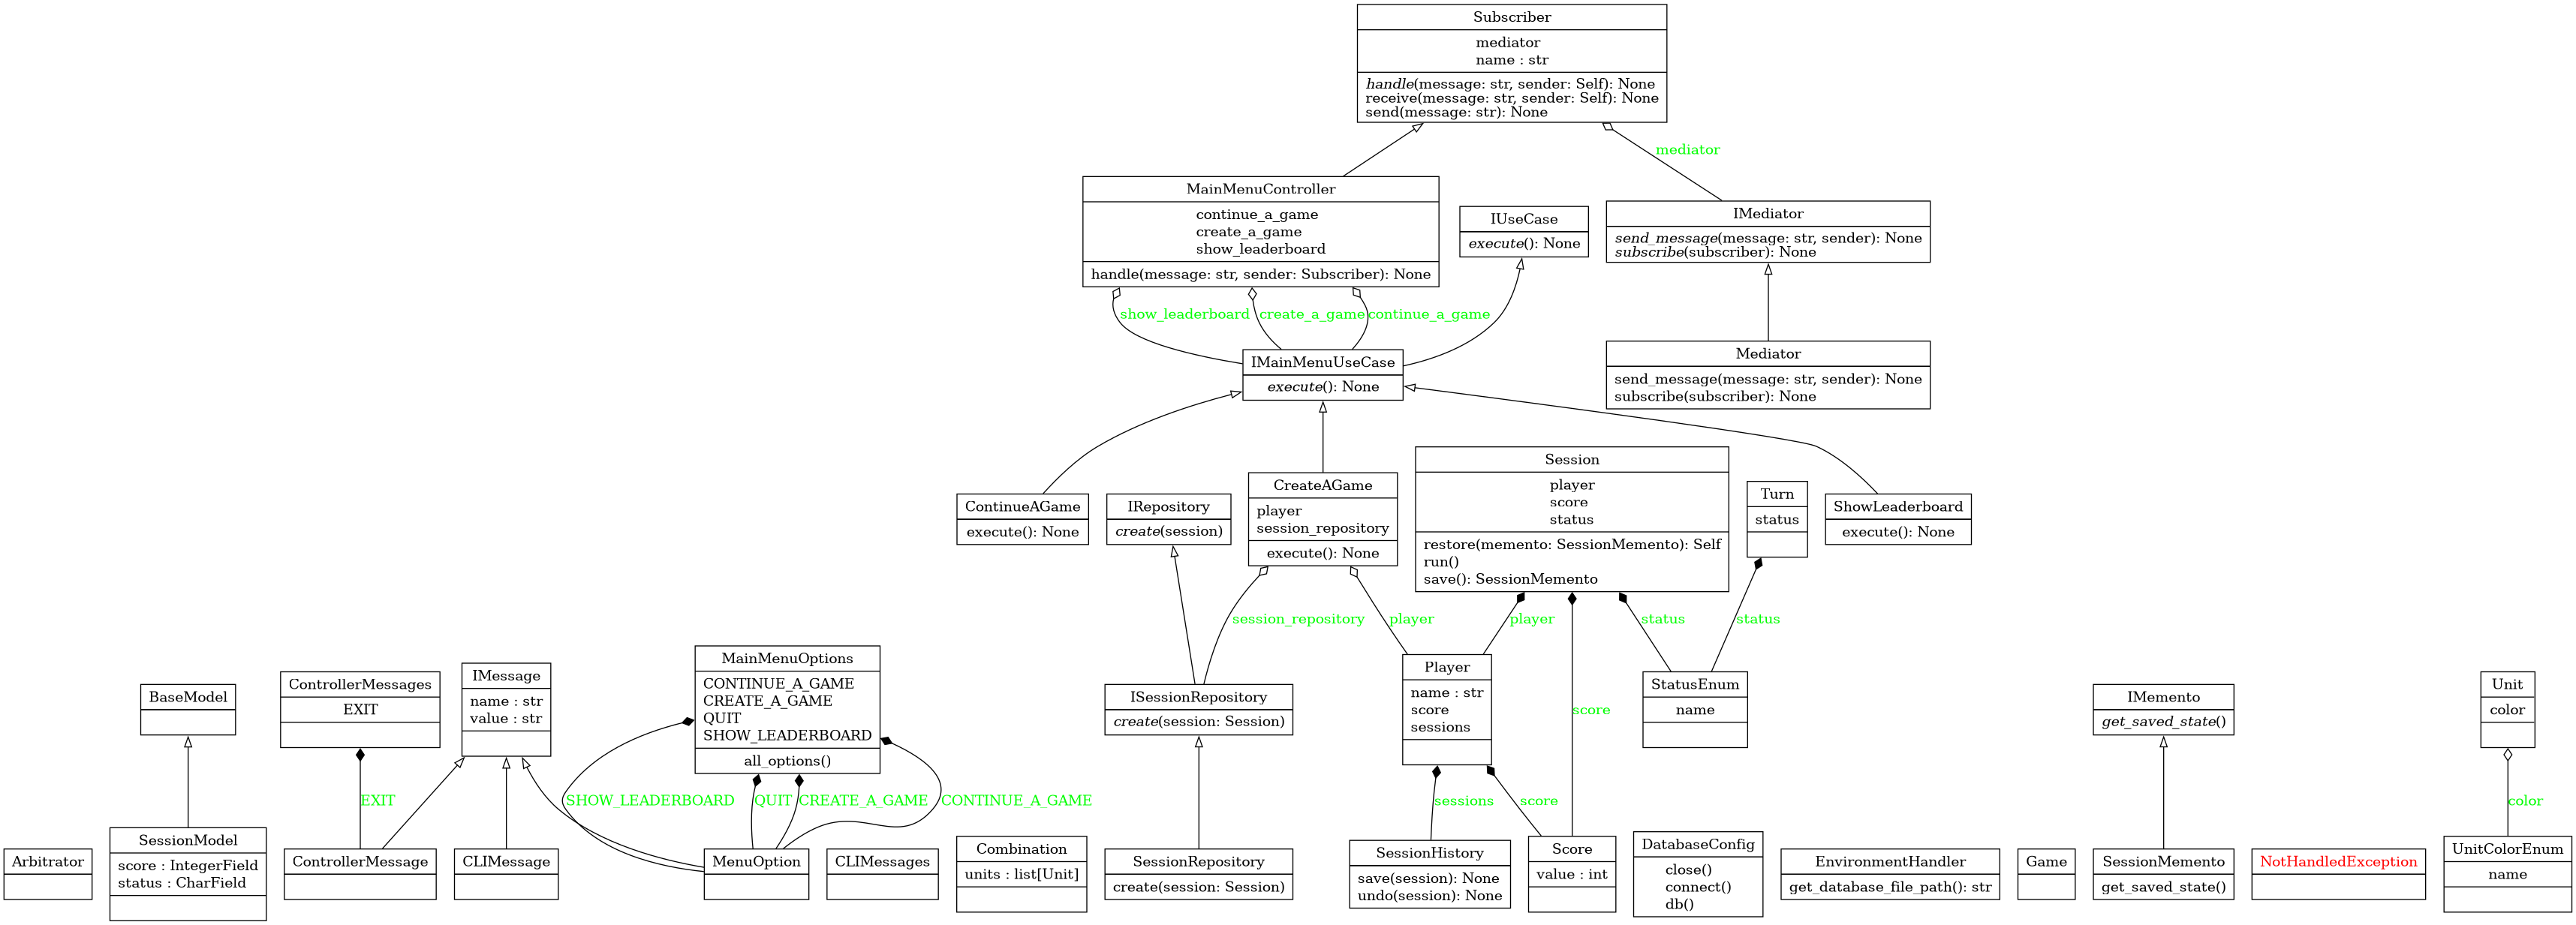 Subscriber
mediator
name : str
handle(message: str, sender: Self): None
receive(message: str, sender: Self): None
send(message: str): None
mediator
MainMenuController
continue_a_game
create_a_game
show_leaderboard
handle(message: str, sender: Subscriber): None
IUseCase
execute(): None
IMediator
send_message(message: str, sender): None
subscribe(subscriber): None
show_leaderboard
create_a_game
continue_a_game
IMainMenuUseCase
execute(): None
Mediator
send_message(message: str, sender): None
subscribe(subscriber): None
ContinueAGame
execute(): None
IRepository
create(session)
CreateAGame
player
session_repository
execute(): None
Session
player
score
status
restore(memento: SessionMemento): Self
run()
save(): SessionMemento
Turn
status
ShowLeaderboard
execute(): None
session_repository
player
player
status
status
score
BaseModel
ControllerMessages
EXIT
IMessage
name : str
value : str
MainMenuOptions
CONTINUE_A_GAME
CREATE_A_GAME
QUIT
SHOW_LEADERBOARD
all_options()
ISessionRepository
create(session: Session)
Player
name : str
score
sessions
StatusEnum
name
IMemento
get_saved_state()
Unit
color
EXIT
SHOW_LEADERBOARD
QUIT
CREATE_A_GAME
CONTINUE_A_GAME
sessions
score
color
Arbitrator
SessionModel
score : IntegerField
status : CharField
ControllerMessage
CLIMessage
MenuOption
CLIMessages
Combination
units : list[Unit]
SessionRepository
create(session: Session)
SessionHistory
save(session): None
undo(session): None
Score
value : int
DatabaseConfig
close()
connect()
db()
EnvironmentHandler
get_database_file_path(): str
Game
SessionMemento
get_saved_state()
NotHandledException
UnitColorEnum
name